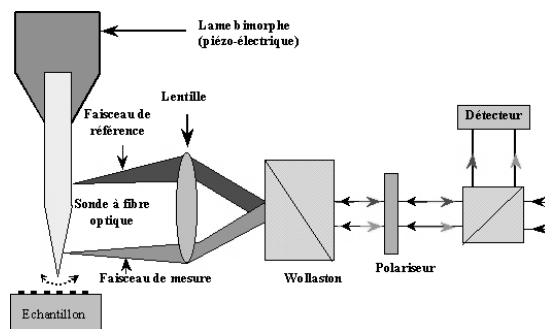 Lame bimorphe
(piézo-électrique)
Lentille
Faisceau de
référence
Détecteur
Sonde à fibre
optique
Faisceau de mesure
Wollaston
Polariseur
Echantillon